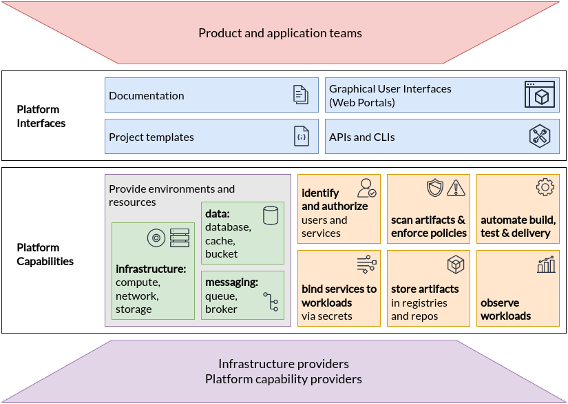 Product and application teams
Platform
Interfaces
Documentation
Graphical User Interfaces
(Web Portals)
Project templates
APIs and CLIs
Platform
Capabilities
Provide environments and
resources
infrastructure:
compute,
network,
storage
data:
database,
cache,
bucket
messaging:
queue,
broker
identify
and authorize
users and
services
scan artifacts &
enforce policies
automate build,
test & delivery
bind services to
workloads
via secrets
store artifacts
in registries
and repos
observe
workloads
Infrastructure providers
Platform capability providers